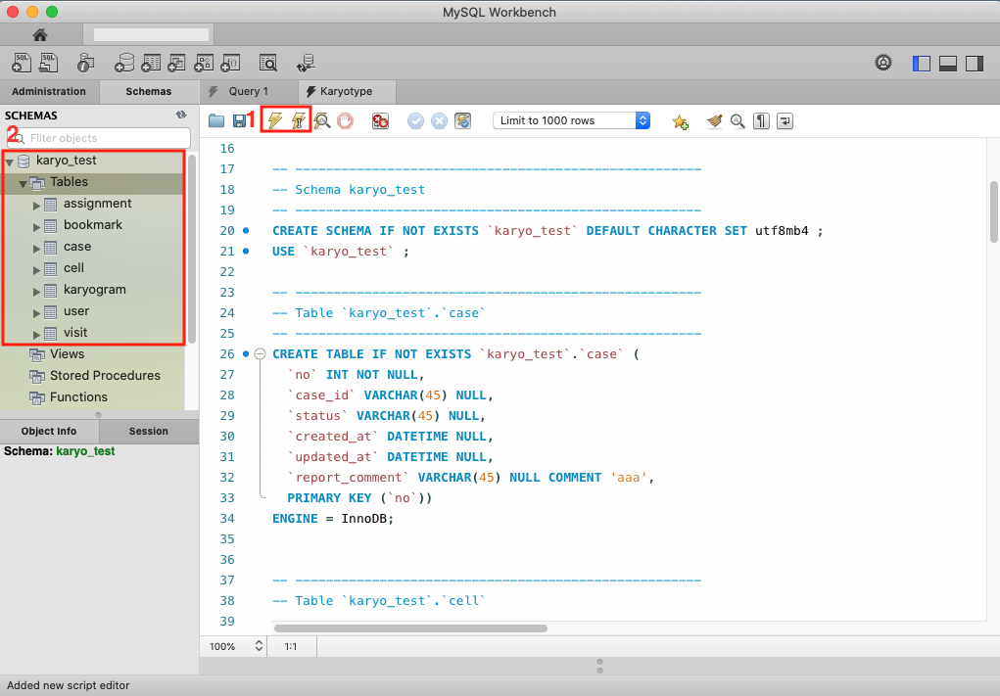 MySQL Workbench
SQL SQL
Administration Schemas Query 1 Karyotype
SCHEMAS
1
Limit to 1000 rows
2
Filter objects
karyo_test
Tables
assignment
bookmark
case
cell
karyogram
user
visit
Views
Stored Procedures
Functions
Object Info Session
Schema: karyo_test
16
17 -- -----------------------------------------------------
18 -- Schema karyo_test
19 -- -----------------------------------------------------
20 CREATE SCHEMA IF NOT EXISTS `karyo_test` DEFAULT CHARACTER SET utf8mb4 ;
21 USE `karyo_test` ;
22
23 -- -----------------------------------------------------
24 -- Table `karyo_test`.`case`
25 -- -----------------------------------------------------
26 CREATE TABLE IF NOT EXISTS `karyo_test`.`case` (
27 `no` INT NOT NULL,
28 `case_id` VARCHAR(45) NULL,
29 `status` VARCHAR(45) NULL,
30 `created_at` DATETIME NULL,
31 `updated_at` DATETIME NULL,
32 `report_comment` VARCHAR(45) NULL COMMENT 'aaa',
33 PRIMARY KEY (`no`))
34 ENGINE = InnoDB;
35
36
37 -- -----------------------------------------------------
38 -- Table `karyo_test`.`cell`
39
100% 1:1
Added new script editor